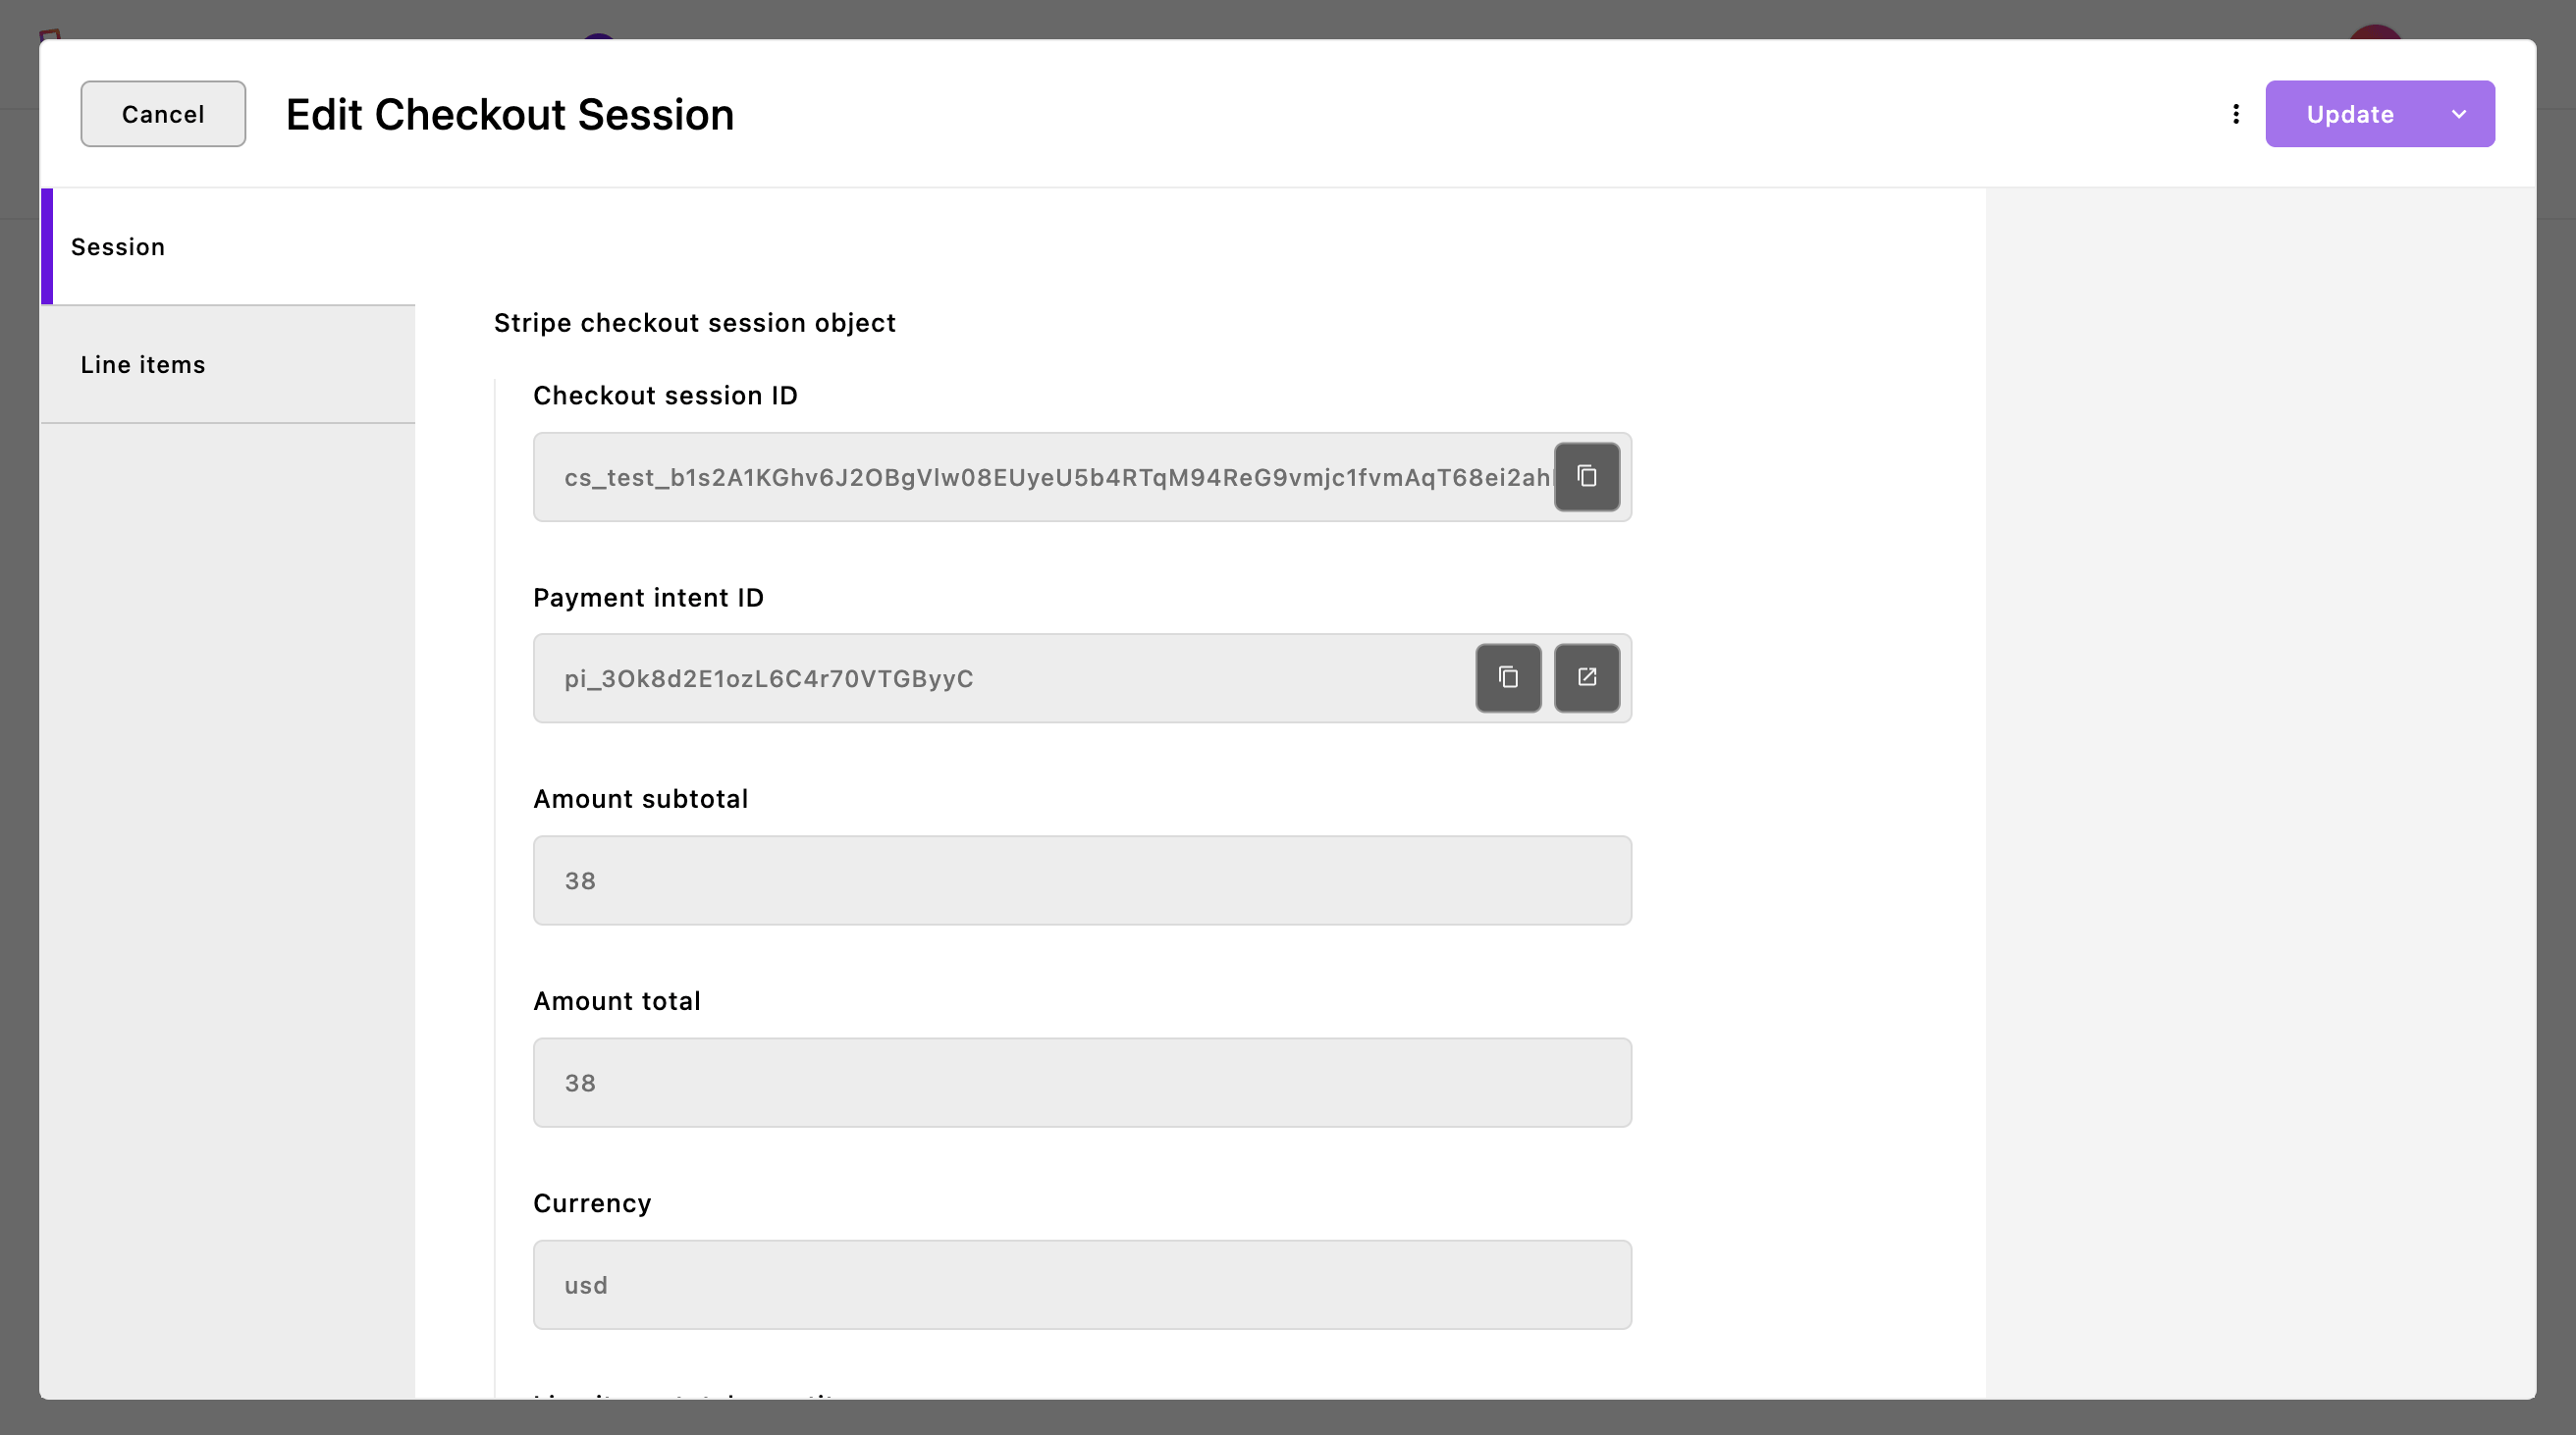 Cancel
Edit Checkout Session
Update
Session
Line items
Stripe checkout session object
Checkout session ID
cs_test_b1s2A1KGhv6J2OBgVlw08EUyeU5b4RTqM94ReG9vmjc1fvmAqT68ei2ah
Payment intent ID
pi_3Ok8d2E1ozL6C4r70VTGByyC
Amount subtotal
38
Amount total
38
Currency
usd